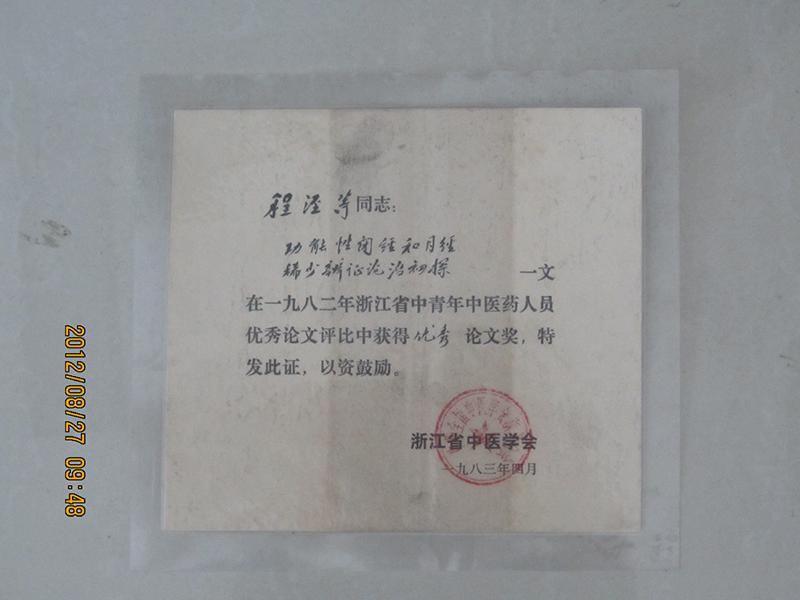 程泾等同志：
功能性闭经和月经
稀少辨证论治初探 一文
在一九八二年浙江省中青年中医药人员
优秀论文评比中获得优秀 论文奖，特
发此证，以资鼓励。
浙江省中医学会
一九八三年四月
2012/08/27 09:48